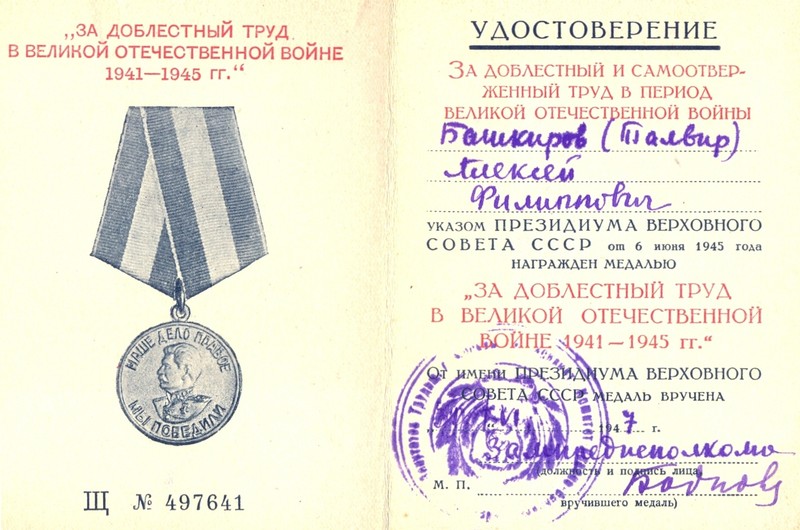 „ЗА ДОБЛЕСТНЫЙ ТРУД
В ВЕЛИКОЙ ОТЕЧЕСТВЕННОЙ ВОЙНЕ
1941—1945 гг.“
НАШЕ ДЕЛО ПРАВОЕ
МЫ ПОБЕДИЛИ
Щ № 497641
УДОСТОВЕРЕНИЕ
ЗА ДОБЛЕСТНЫЙ И САМООТВЕР-
ЖЕННЫЙ ТРУД В ПЕРИОД
ВЕЛИКОЙ ОТЕЧЕСТВЕННОЙ ВОЙНЫ
Башкиров (Талвир)
Алексей
Филиппович
УКАЗОМ ПРЕЗИДИУМА ВЕРХОВНОГО
СОВЕТА СССР от 6 июня 1945 года
НАГРАЖДЕН МЕДАЛЬЮ
„ЗА ДОБЛЕСТНЫЙ ТРУД
В ВЕЛИКОЙ ОТЕЧЕСТВЕННОЙ
ВОЙНЕ 1941—1945 гг.“
От имени ПРЕЗИДИУМА ВЕРХОВНОГО
СОВЕТА СССР МЕДАЛЬ ВРУЧЕНА
VI 1947 г.
Зампредисполкома
(должность и подпись лица,
М. П.
вручившего медаль)